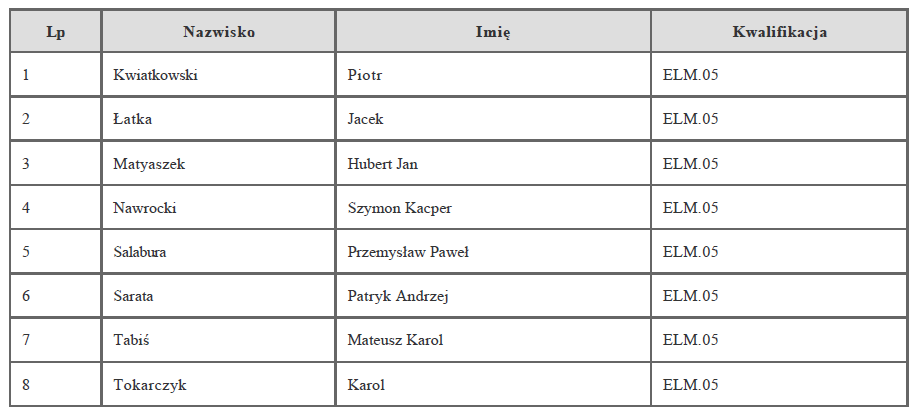 Lp Nazwisko Imię Kwalifikacja
1 Kwiatkowski Piotr ELM.05
2 Łatka Jacek ELM.05
3 Matyaszek Hubert Jan ELM.05
4 Nawrocki Szymon Kacper ELM.05
5 Salabura Przemysław Paweł ELM.05
6 Sarata Patryk Andrzej ELM.05
7 Tabiś Mateusz Karol ELM.05
8 Tokarczyk Karol ELM.05